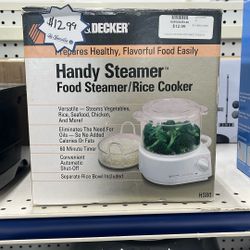 $12.99
& DECKER
$12.99
Prepares Healthy, Flavorful Food Easily
Handy Steamer™
Food Steamer/Rice Cooker
Versatile – Steams Vegetables,
Rice, Seafood, Chicken,
And More!
Eliminates The Need For
Oils – So No Added
Calories Or Fats
60 Minute Timer
Convenient
Automatic
Shut-Off
Separate Rice Bowl Included
HS80